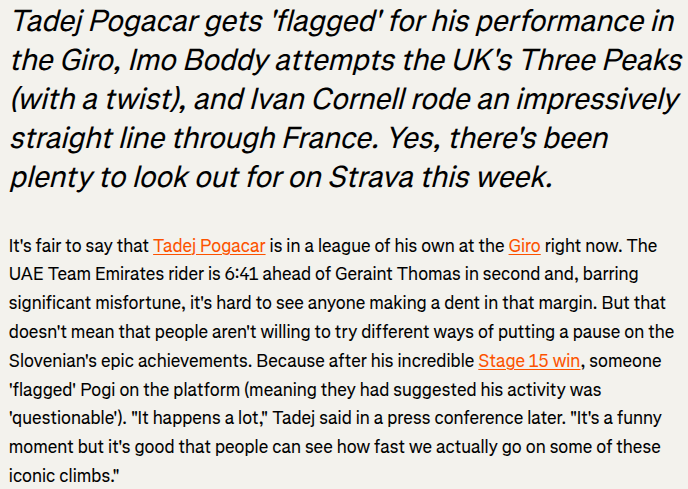 Tadej Pogacar gets 'flagged' for his performance in
the Giro, Imo Boddy attempts the UK's Three Peaks
(with a twist), and Ivan Cornell rode an impressively
straight line through France. Yes, there's been
plenty to look out for on Strava this week.
It's fair to say that Tadej Pogacar is in a league of his own at the Giro right now. The
UAE Team Emirates rider is 6:41 ahead of Geraint Thomas in second and, barring
significant misfortune, it's hard to see anyone making a dent in that margin. But that
doesn't mean that people aren't willing to try different ways of putting a pause on the
Slovenian's epic achievements. Because after his incredible Stage 15 win, someone
'flagged' Pogi on the platform (meaning they had suggested his activity was
'questionable'). "It happens a lot," Tadej said in a press conference later. "It's a funny
moment but it's good that people can see how fast we actually go on some of these
iconic climbs."